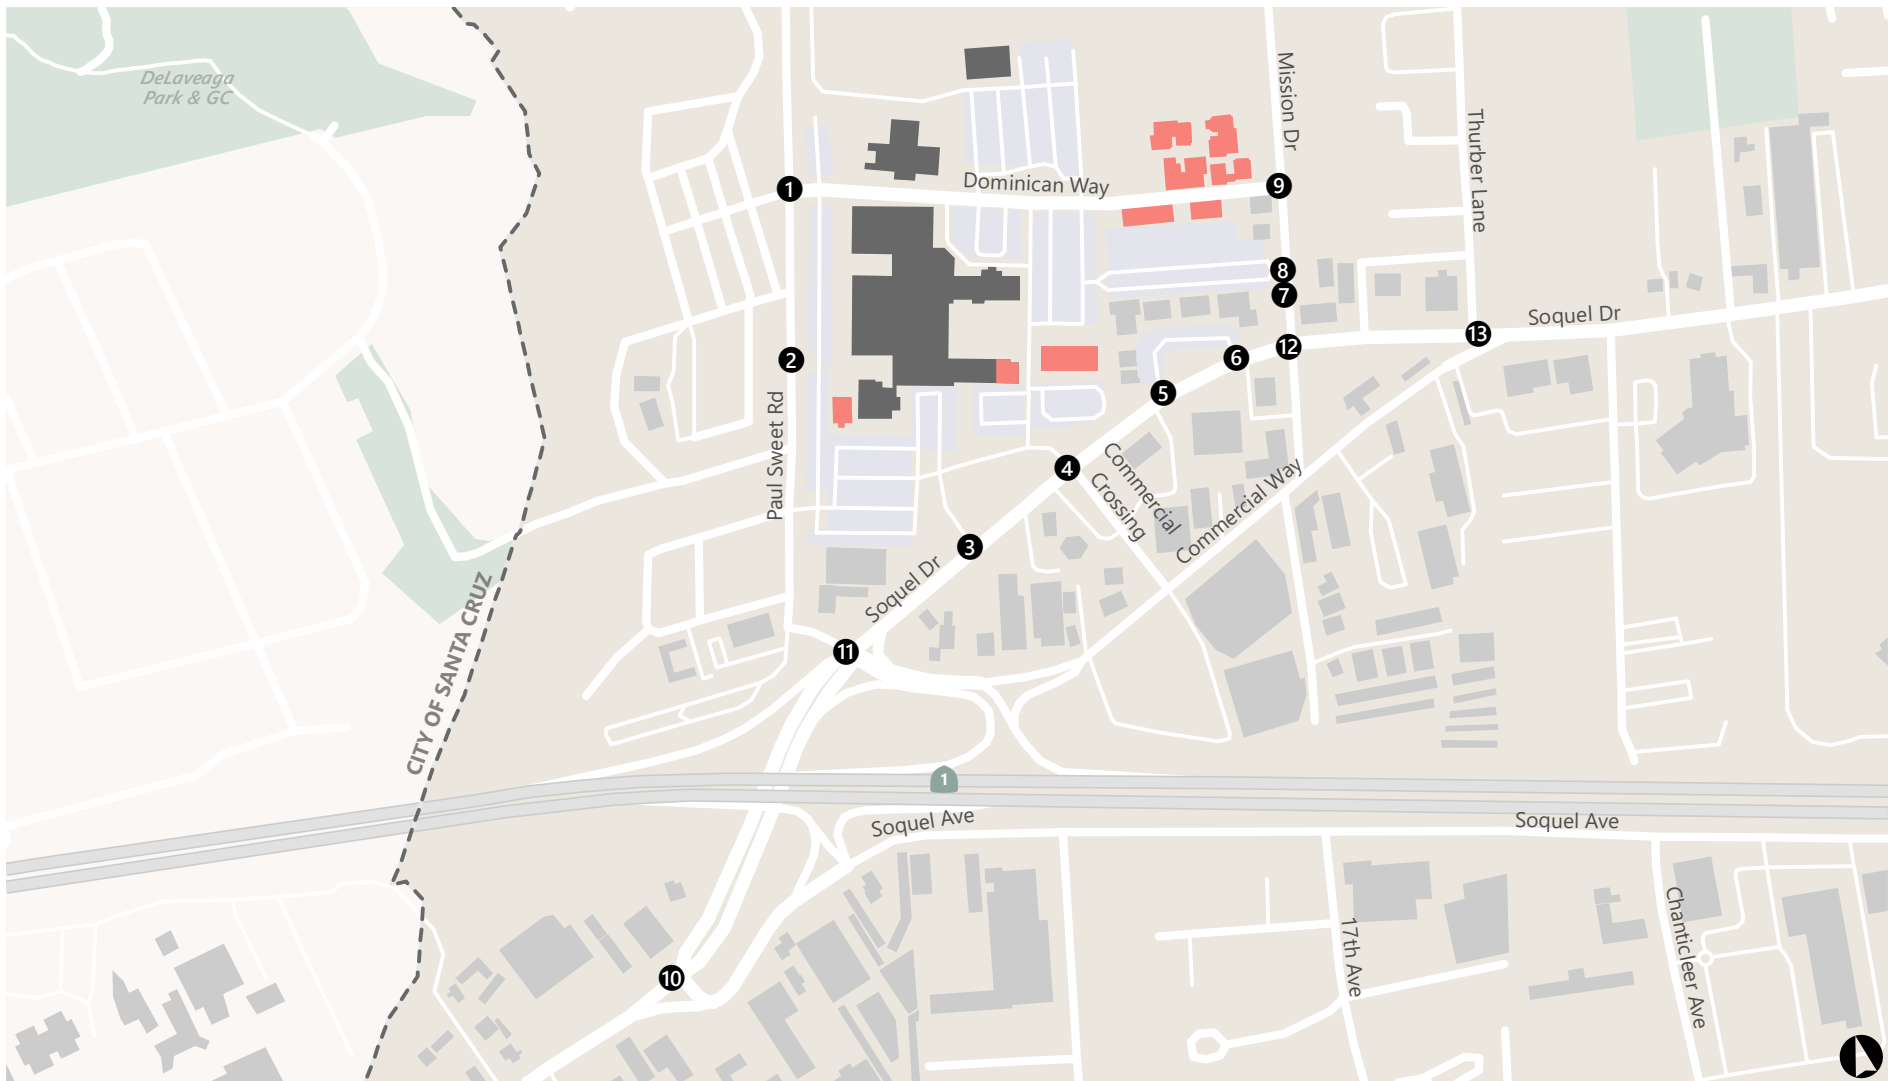 DeLaveaga
Park & GC
Mission Dr
Thurber Lane
1
Dominican Way
9
8
7
Soquel Dr
13
12
6
2
5
Paul Sweet Rd
4
Commercial
Crossing
Commercial Way
3
Soquel Dr
CITY OF SANTA CRUZ
11
1
Soquel Ave
Soquel Ave
Chanticleer Ave
17th Ave
10